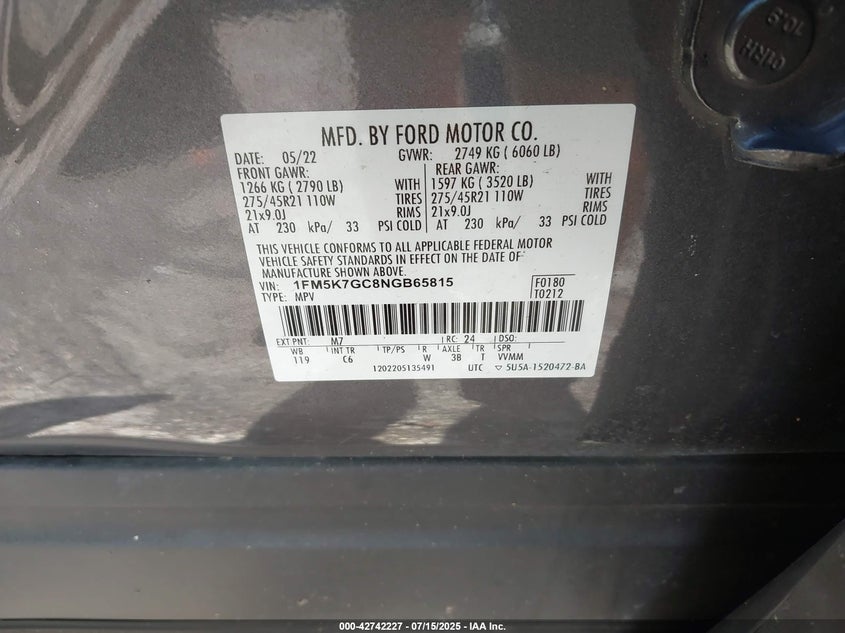 01RH
10.9
MFD. BY FORD MOTOR CO.
DATE: 05/22 GVWR: 2749 KG ( 6060 LB)
FRONT GAWR: REAR GAWR:
1266 KG ( 2790 LB) WITH 1597 KG ( 3520 LB) WITH
275/45R21 110W TIRES 275/45R21 110W TIRES
21x9.0J RIMS 21x9.0J RIMS
AT 230 kPa/ 33 PSI COLD AT 230 kPa/ 33 PSI COLD
THIS VEHICLE CONFORMS TO ALL APPLICABLE FEDERAL MOTOR
VEHICLE SAFETY STANDARDS IN EFFECT ON THE DATE OF
MANUFACTURE SHOWN ABOVE.
VIN: 1FM5K7GC8NGB65815 F0180
TYPE: MPV T0212
EXT PNT: M7 RC: 24 DSO:
WB INT TR TP/PS R AXLE TR SPR
119 C6 W 3B T VVMM
1202205135491 UTC ▽ 5U5A-1520472-BA
000-42742227 - 07/15/2025 - IAA Inc.